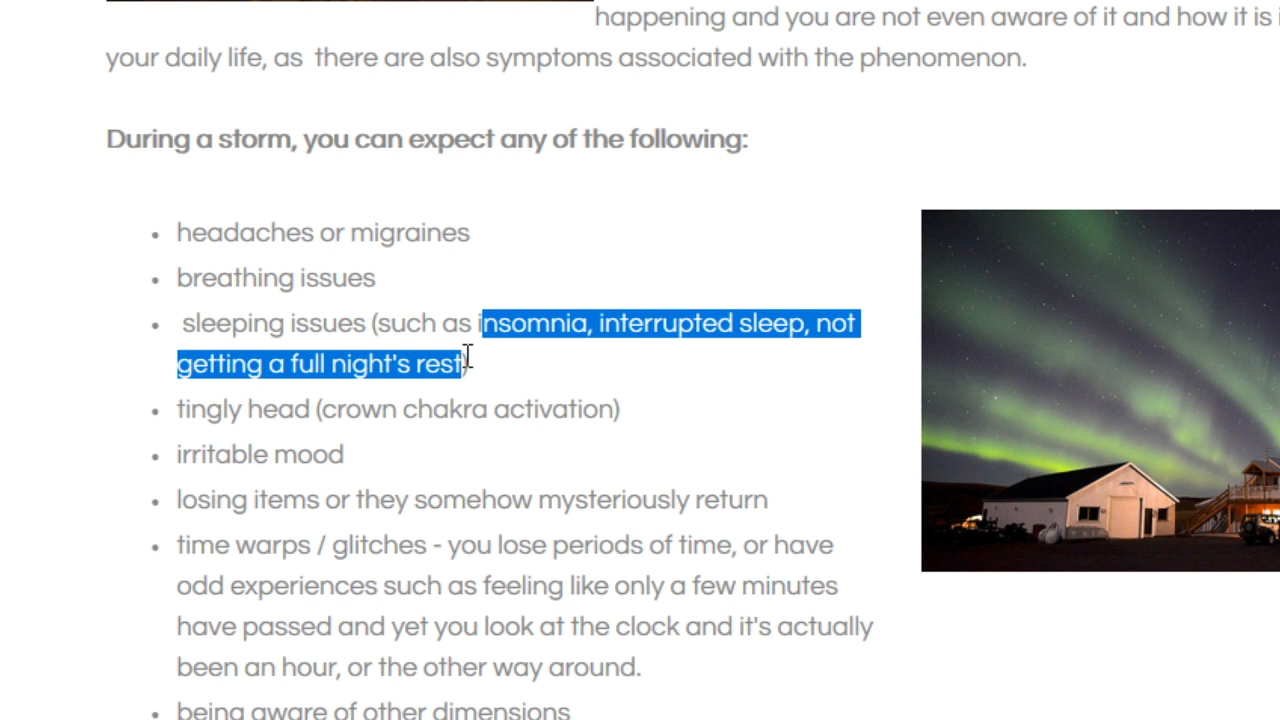 happening and you are not even aware of it and how it is
your daily life, as  there are also symptoms associated with the phenomenon.
During a storm, you can expect any of the following:
• headaches or migraines
• breathing issues
• sleeping issues (such as insomnia, interrupted sleep, not
getting a full night's rest)
• tingly head (crown chakra activation)
• irritable mood
• losing items or they somehow mysteriously return
• time warps / glitches - you lose periods of time, or have
odd experiences such as feeling like only a few minutes
have passed and yet you look at the clock and it's actually
been an hour, or the other way around.
• being aware of other dimensions